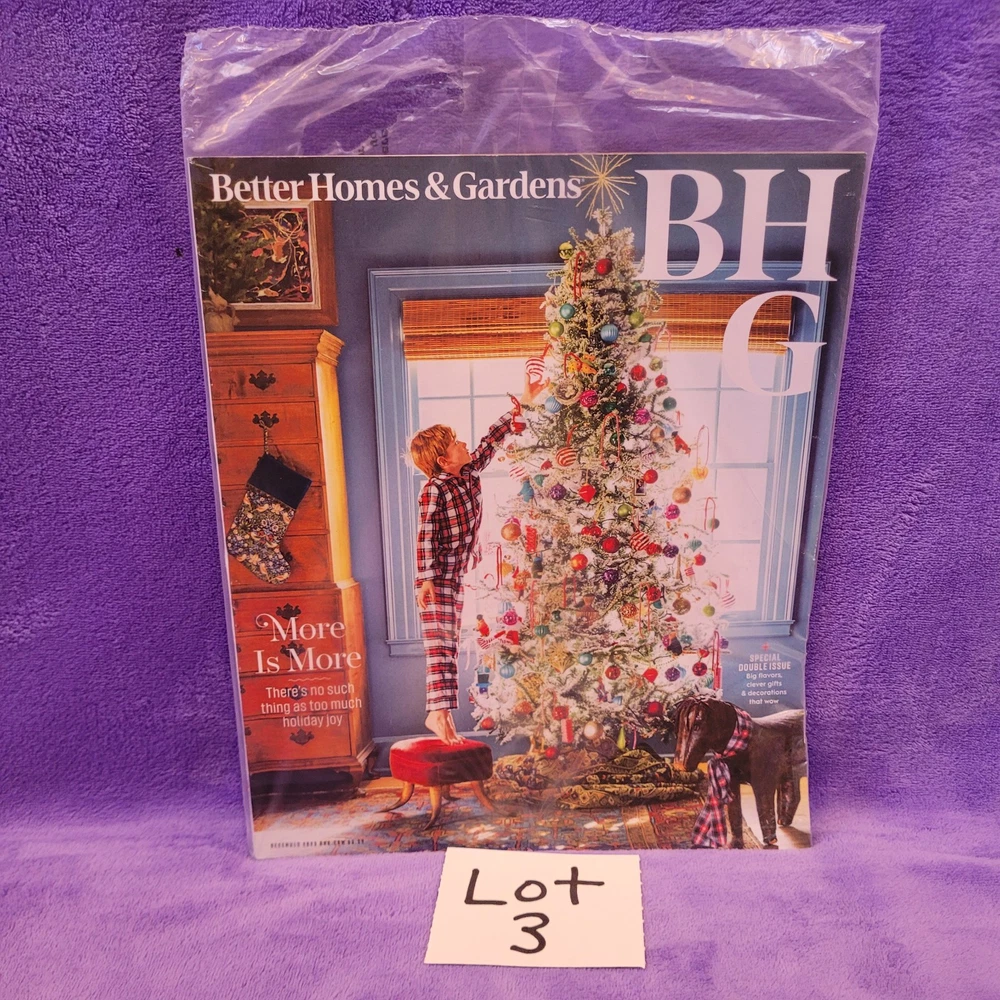 Better Homes & Gardens
BH
G
More
Is More
There's no such
thing as too much
holiday joy
SPECIAL
DOUBLE ISSUE
Big flavors,
clever gifts
& decorations
that wow
DECEMBER
Lot
3